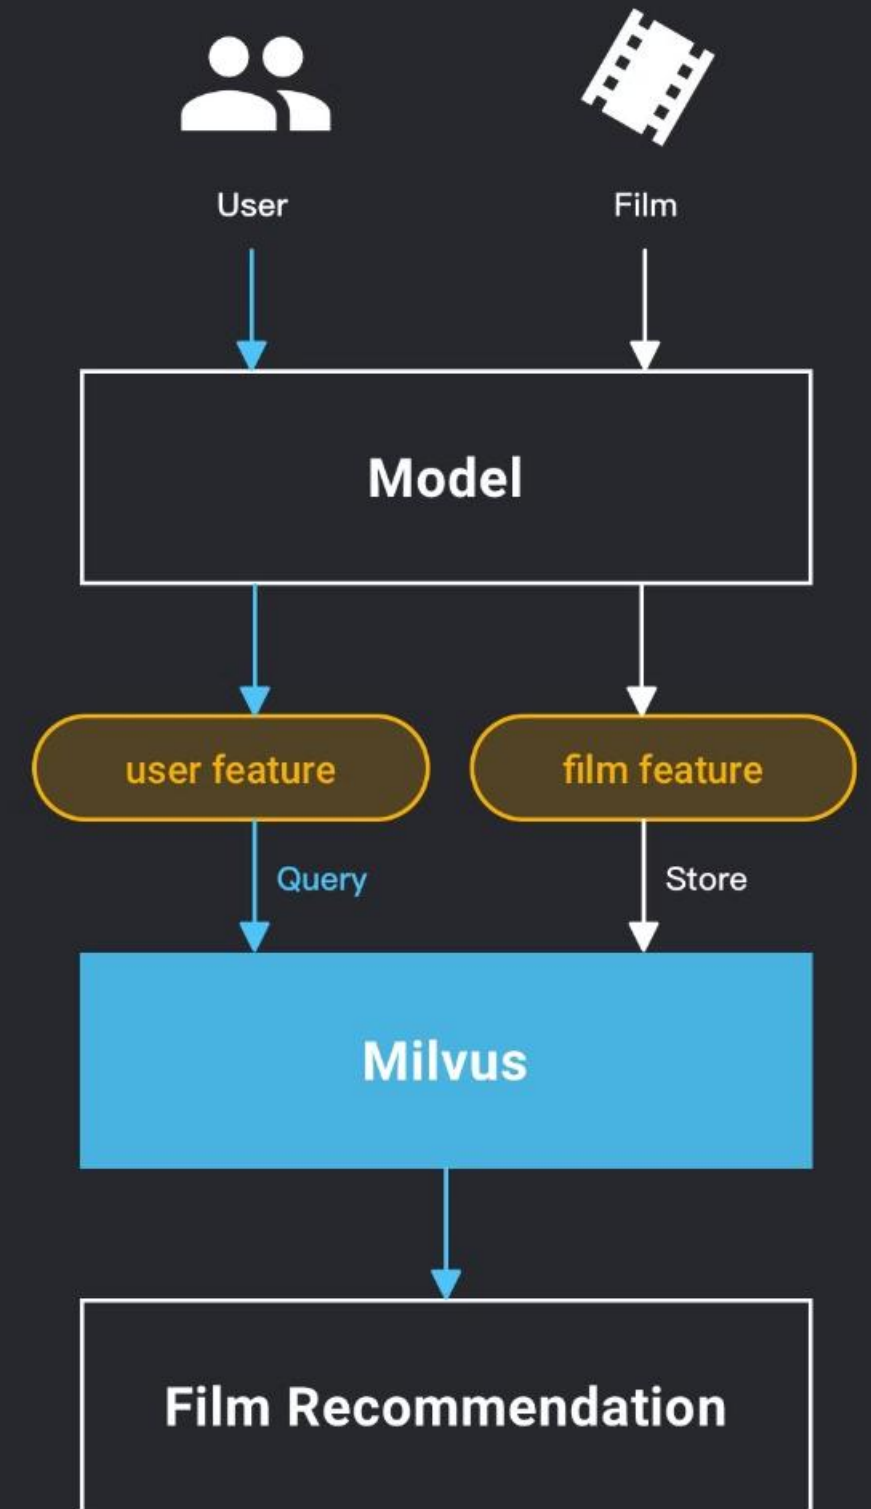 User
Film
Model
user feature
film feature
Query
Store
Milvus
Film Recommendation